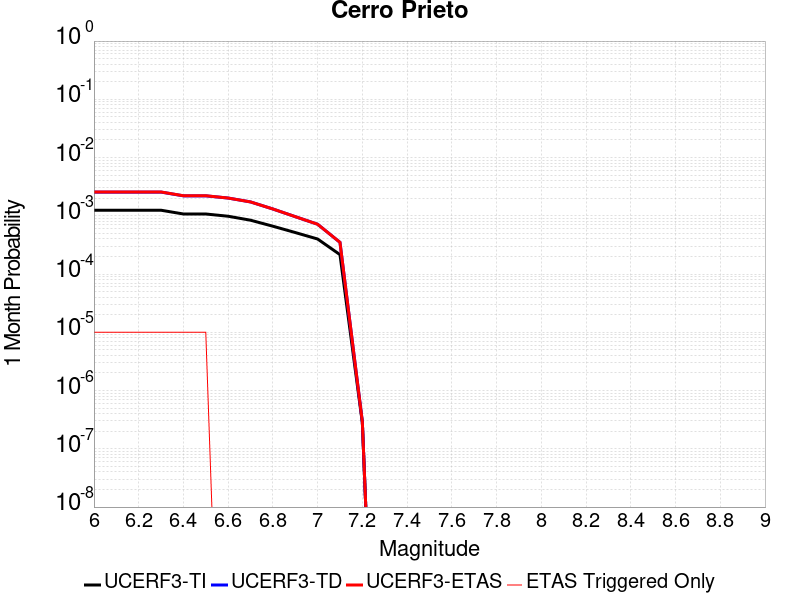 Cerro Prieto
1 Month Probability
10^0
10^-1
10^-2
10^-3
10^-4
10^-5
10^-6
10^-7
10^-8
6 6.2 6.4 6.6 6.8 7 7.2 7.4 7.6 7.8 8 8.2 8.4 8.6 8.8 9
Magnitude
UCERF3-TI UCERF3-TD UCERF3-ETAS ETAS Triggered Only